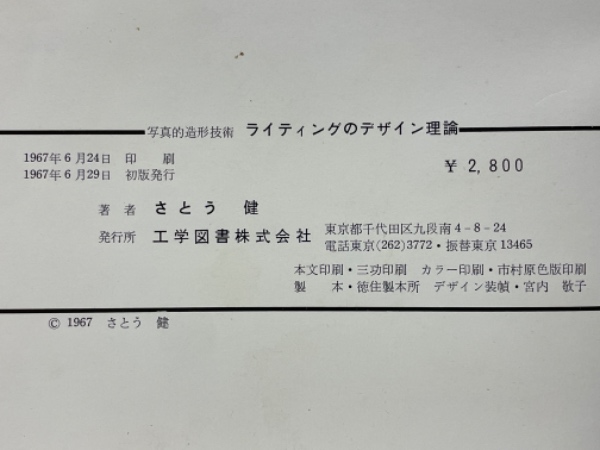 写真的造形技術 ライティングのデザイン理論
1967年6月24日 印 刷
1967年6月29日 初版発行
¥ 2,800
著 者 さとう 健
発行所 工学図書株式会社
東京都千代田区九段南4-8-24
電話東京(262)3772・振替東京13465
本文印刷・三功印刷 カラー印刷・市村原色版印刷
製 本・徳住製本所 デザイン装幀・宮内 敬子
© 1967 さとう 健